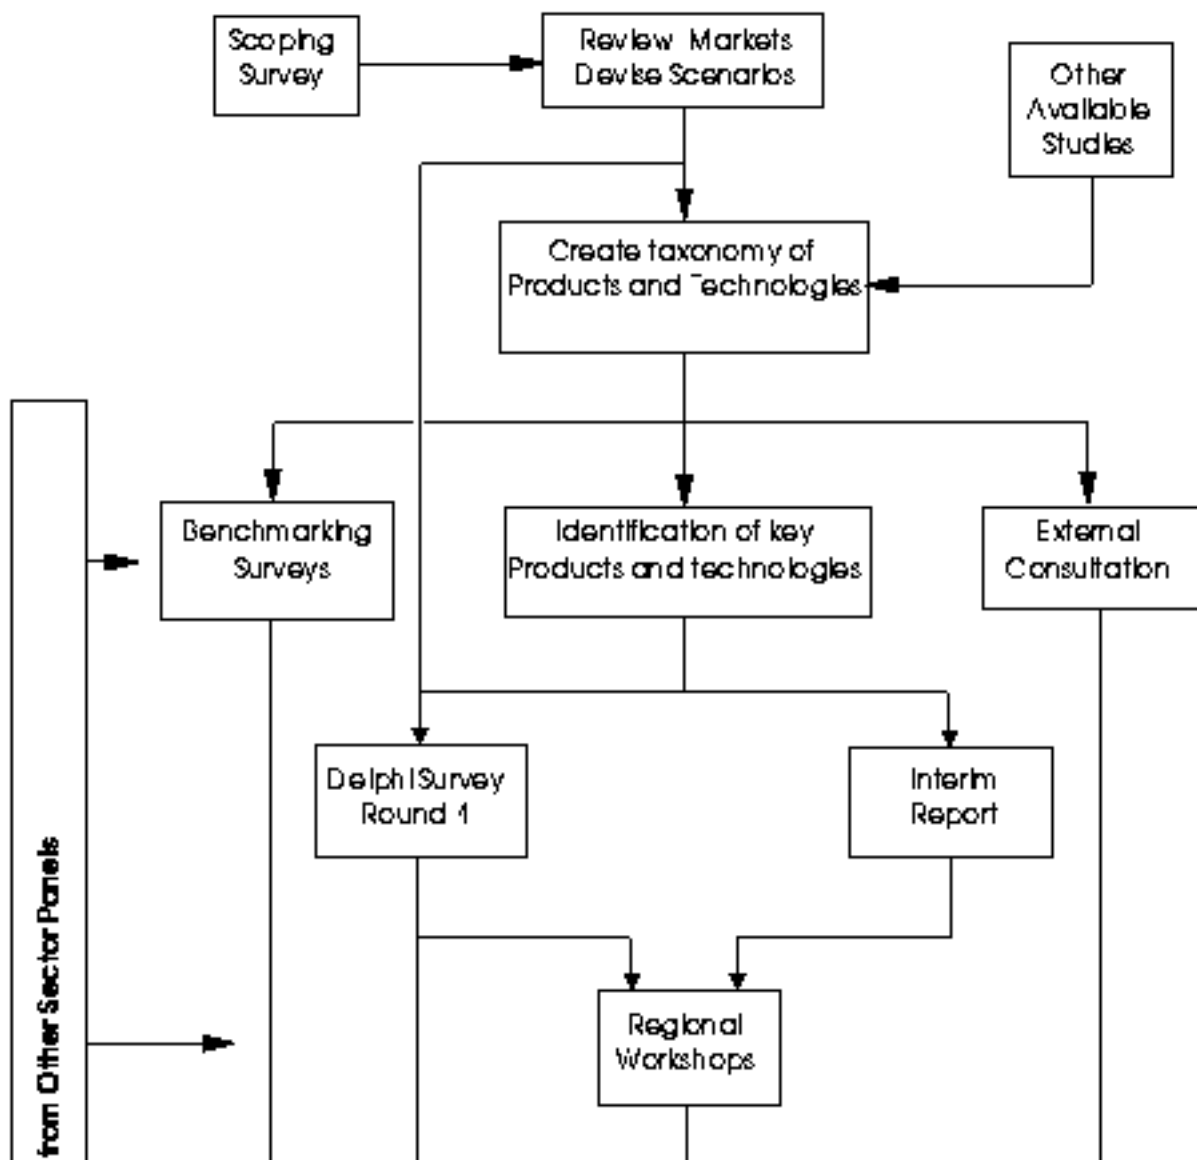 Scoping
Survey
Review Markets
Devise Scenarios
Other
Available
Studies
Create taxonomy of
Products and Technologies
Benchmarking
Surveys
Identification of key
Products and technologies
External
Consultation
Delphi Survey
Round 1
Interim
Report
from Other Sector Panels
Regional
Workshops